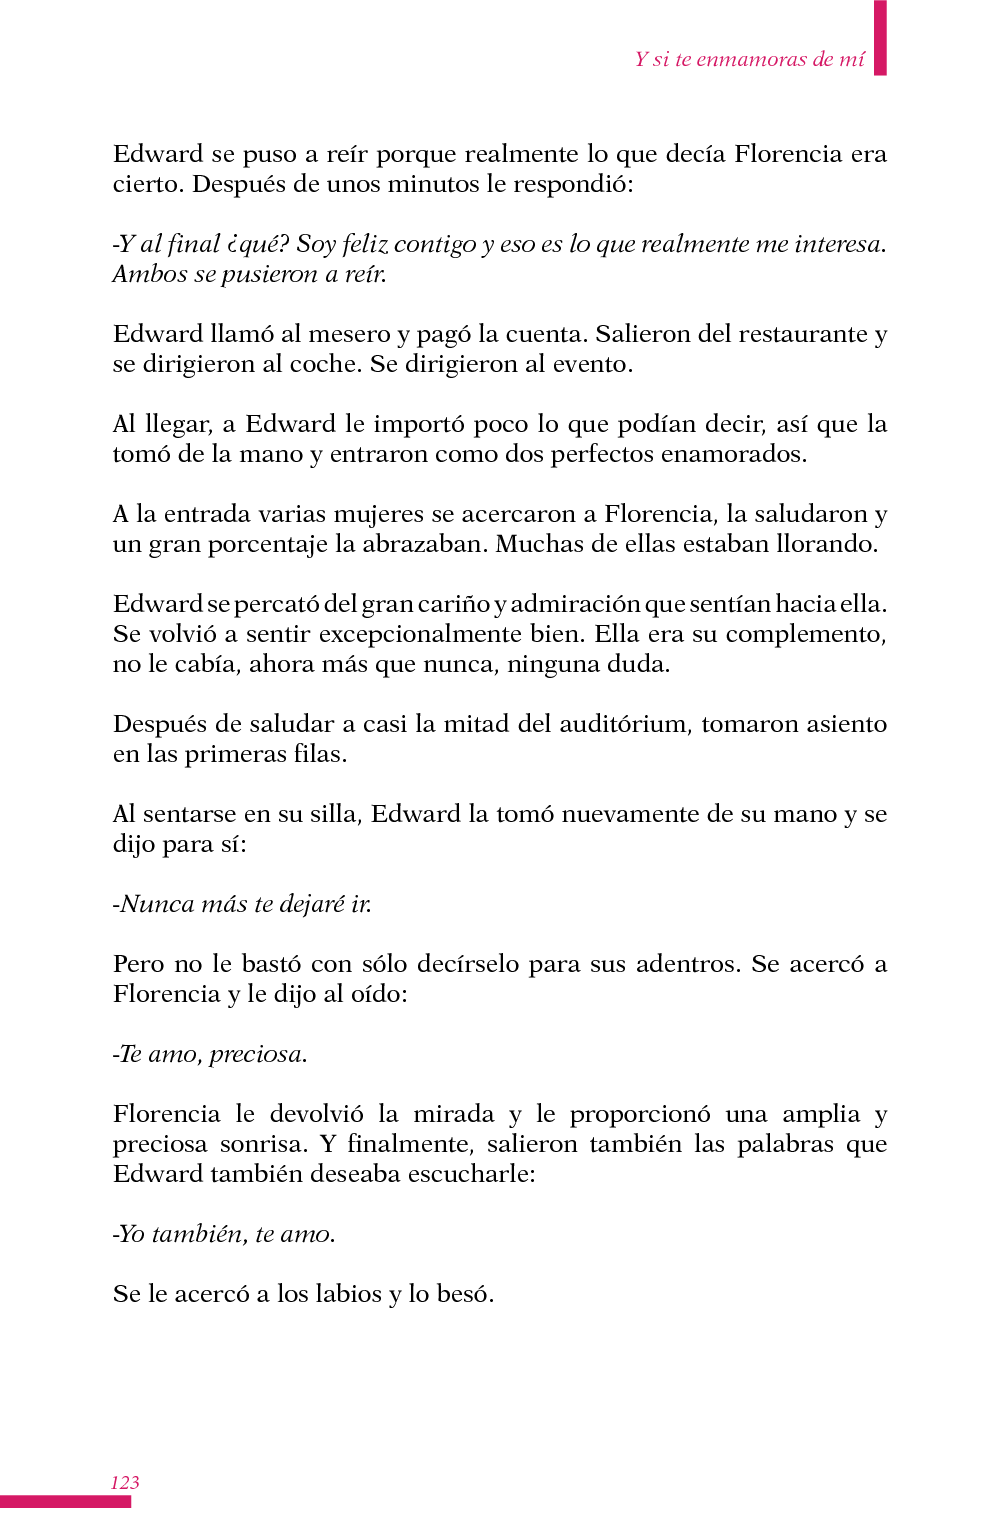 Y si te enmamoras de mí
Edward se puso a reír porque realmente lo que decía Florencia era
cierto. Después de unos minutos le respondió:
-Y al final ¿qué? Soy feliz contigo y eso es lo que realmente me interesa.
Ambos se pusieron a reír.
Edward llamó al mesero y pagó la cuenta. Salieron del restaurante y
se dirigieron al coche. Se dirigieron al evento.
Al llegar, a Edward le importó poco lo que podían decir, así que la
tomó de la mano y entraron como dos perfectos enamorados.
A la entrada varias mujeres se acercaron a Florencia, la saludaron y
un gran porcentaje la abrazaban. Muchas de ellas estaban llorando.
Edward se percató del gran cariño y admiración que sentían hacia ella.
Se volvió a sentir excepcionalmente bien. Ella era su complemento,
no le cabía, ahora más que nunca, ninguna duda.
Después de saludar a casi la mitad del auditórium, tomaron asiento
en las primeras filas.
Al sentarse en su silla, Edward la tomó nuevamente de su mano y se
dijo para sí:
-Nunca más te dejaré ir.
Pero no le bastó con sólo decírselo para sus adentros. Se acercó a
Florencia y le dijo al oído:
-Te amo, preciosa.
Florencia le devolvió la mirada y le proporcionó una amplia y
preciosa sonrisa. Y finalmente, salieron también las palabras que
Edward también deseaba escucharle:
-Yo también, te amo.
Se le acercó a los labios y lo besó.
123